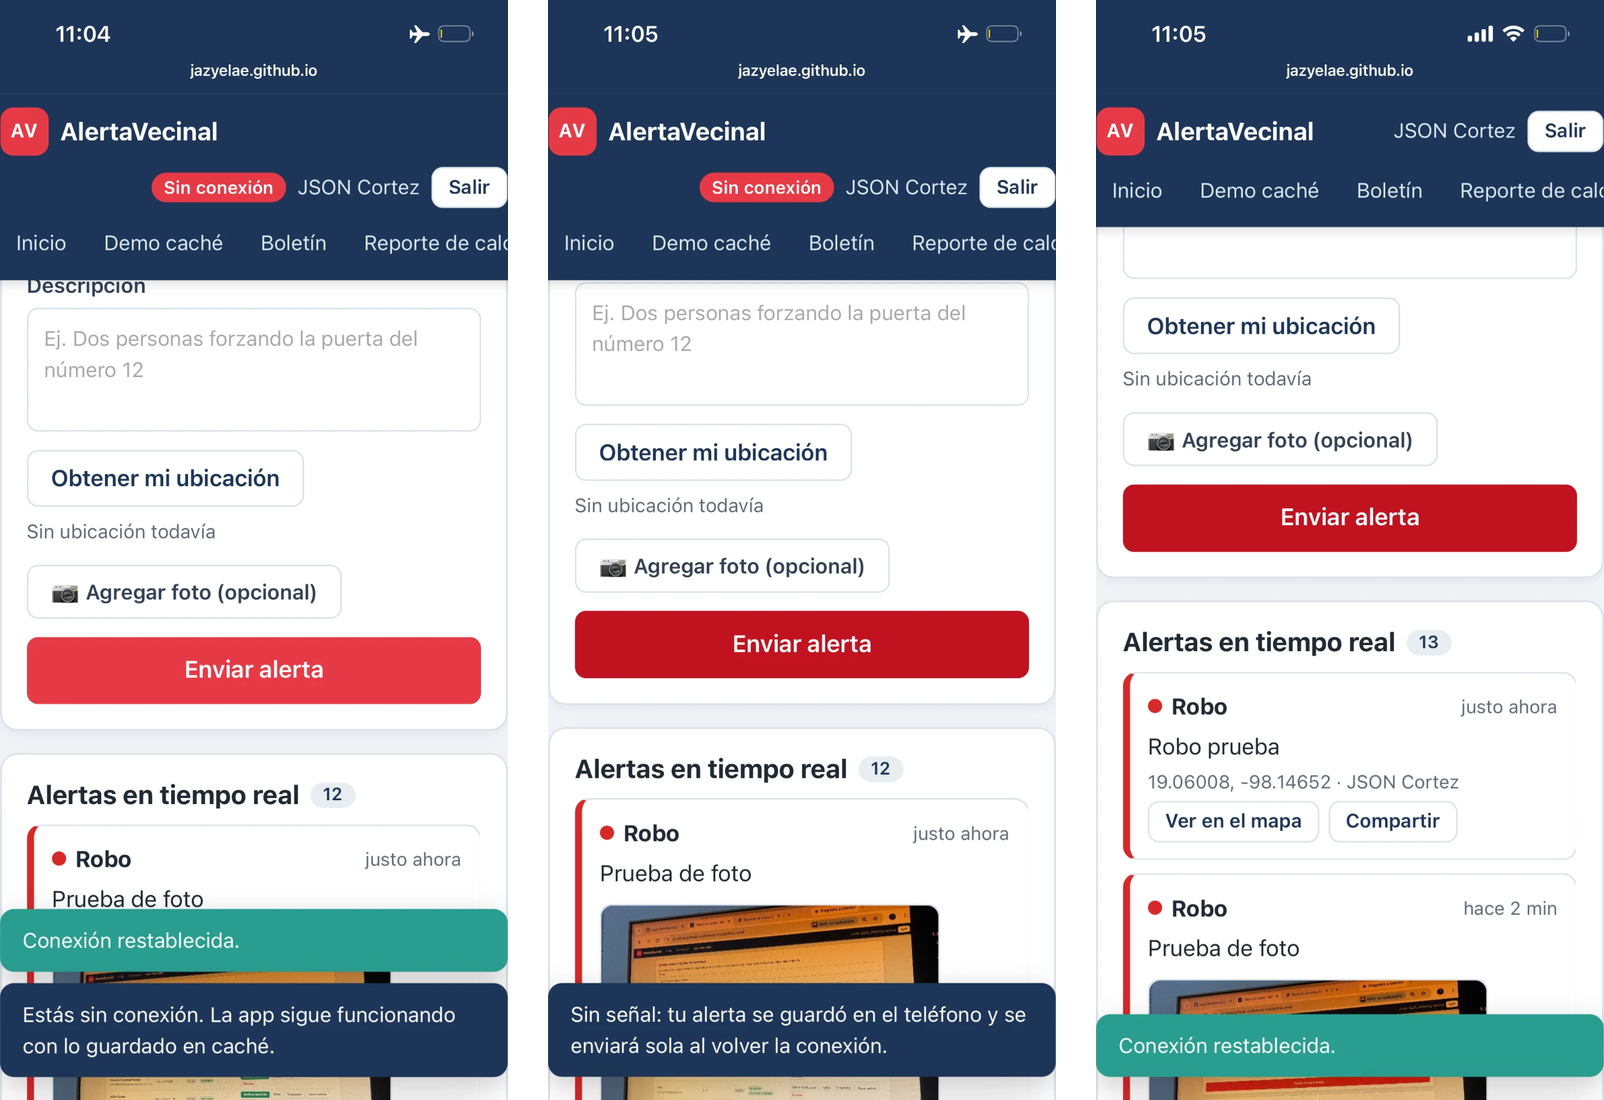 11:04
jazyelae.github.io
AV AlertaVecinal
Sin conexión JSON Cortez Salir
Inicio Demo caché Boletín Reporte de calo
Descripción
Ej. Dos personas forzando la puerta del
número 12
Obtener mi ubicación
Sin ubicación todavía
Agregar foto (opcional)
Enviar alerta
Alertas en tiempo real 12
Robo justo ahora
Prueba de foto
Conexión restablecida.
Estás sin conexión. La app sigue funcionando
con lo guardado en caché.
11:05
jazyelae.github.io
AV AlertaVecinal
Sin conexión JSON Cortez Salir
Inicio Demo caché Boletín Reporte de calo
Ej. Dos personas forzando la puerta del
número 12
Obtener mi ubicación
Sin ubicación todavía
Agregar foto (opcional)
Enviar alerta
Alertas en tiempo real 12
Robo justo ahora
Prueba de foto
Sin señal: tu alerta se guardó en el teléfono y se
enviará sola al volver la conexión.
11:05
jazyelae.github.io
AV AlertaVecinal JSON Cortez Salir
Inicio Demo caché Boletín Reporte de calo
Obtener mi ubicación
Sin ubicación todavía
Agregar foto (opcional)
Enviar alerta
Alertas en tiempo real 13
Robo justo ahora
Robo prueba
19.06008, -98.14652 · JSON Cortez
Ver en el mapa Compartir
Robo hace 2 min
Prueba de foto
Conexión restablecida.